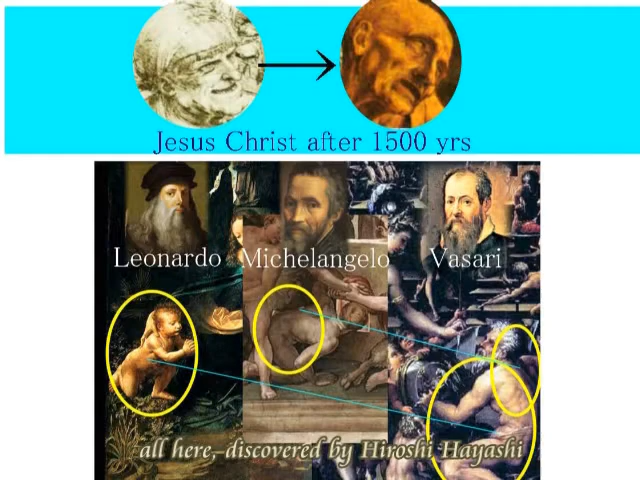 Jesus Christ after 1500 yrs
Leonardo Michelangelo Vasari
all here, discovered by Hiroshi Hayashi